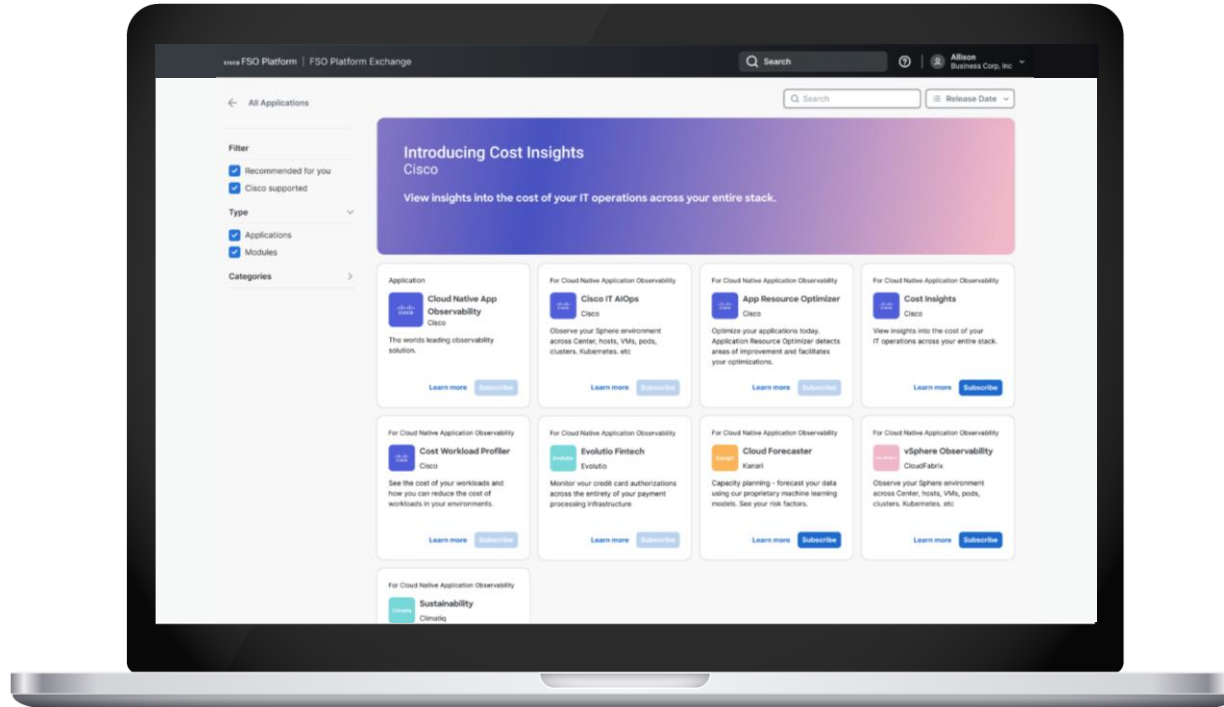 cisco FSO Platform | FSO Platform Exchange
Search
Allison
Business Corp, Inc
All Applications
Search
Release Date
Filter
Recommended for you
Cisco supported
Type
Applications
Modules
Categories
Introducing Cost Insights
Cisco
View insights into the cost of your IT operations across your entire stack.
Application
Cloud Native App
Observability
Cisco
The worlds leading observability
solution.
Learn more Subscribe
For Cloud Native Application Observability
Cisco IT AIOps
Cisco
Observe your Sphere environment
across Center, hosts, VMs, pods,
clusters. Kubernetes. etc
Learn more Subscribe
For Cloud Native Application Observability
App Resource Optimizer
Cisco
Optimize your applications today.
Application Resource Optimizer detects
areas of improvement and facilitates
your optimizations.
Learn more Subscribe
For Cloud Native Application Observability
Cost Insights
Cisco
View insights into the cost of your
IT operations across your entire stack.
Learn more Subscribe
For Cloud Native Application Observability
Cost Workload Profiler
Cisco
See the cost of your workloads and
how you can reduce the cost of
workloads in your environments.
Learn more Subscribe
For Cloud Native Application Observability
Evolutio
Evolutio Fintech
Evolutio
Monitor your credit card authorizations
across the entirety of your payment
processing infrastructure
Learn more Subscribe
For Cloud Native Application Observability
Kanari
Cloud Forecaster
Kanari
Capacity planning - forecast your data
using our proprietary machine learning
models. See your risk factors.
Learn more Subscribe
For Cloud Native Application Observability
vSphere Observability
CloudFabrix
Observe your Sphere environment
across Center, hosts, VMs, pods,
clusters. Kubernetes. etc
Learn more Subscribe
For Cloud Native Application Observability
Climatiq
Sustainability
Climatiq